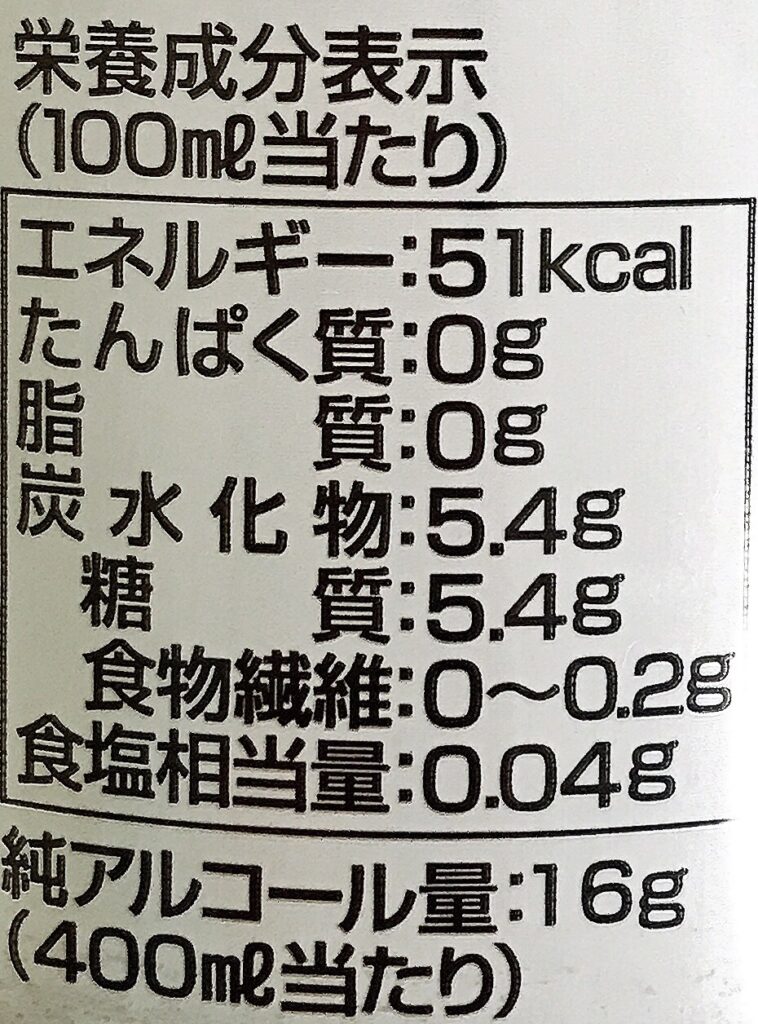 栄養成分表示
(100㎖当たり)
エネルギー:51kcal
たんぱく質:0g
脂質:0g
炭水化物:5.4g
糖質:5.4g
食物繊維:0〜0.2g
食塩相当量:0.04g
純アルコール量:16g
(400㎖当たり)